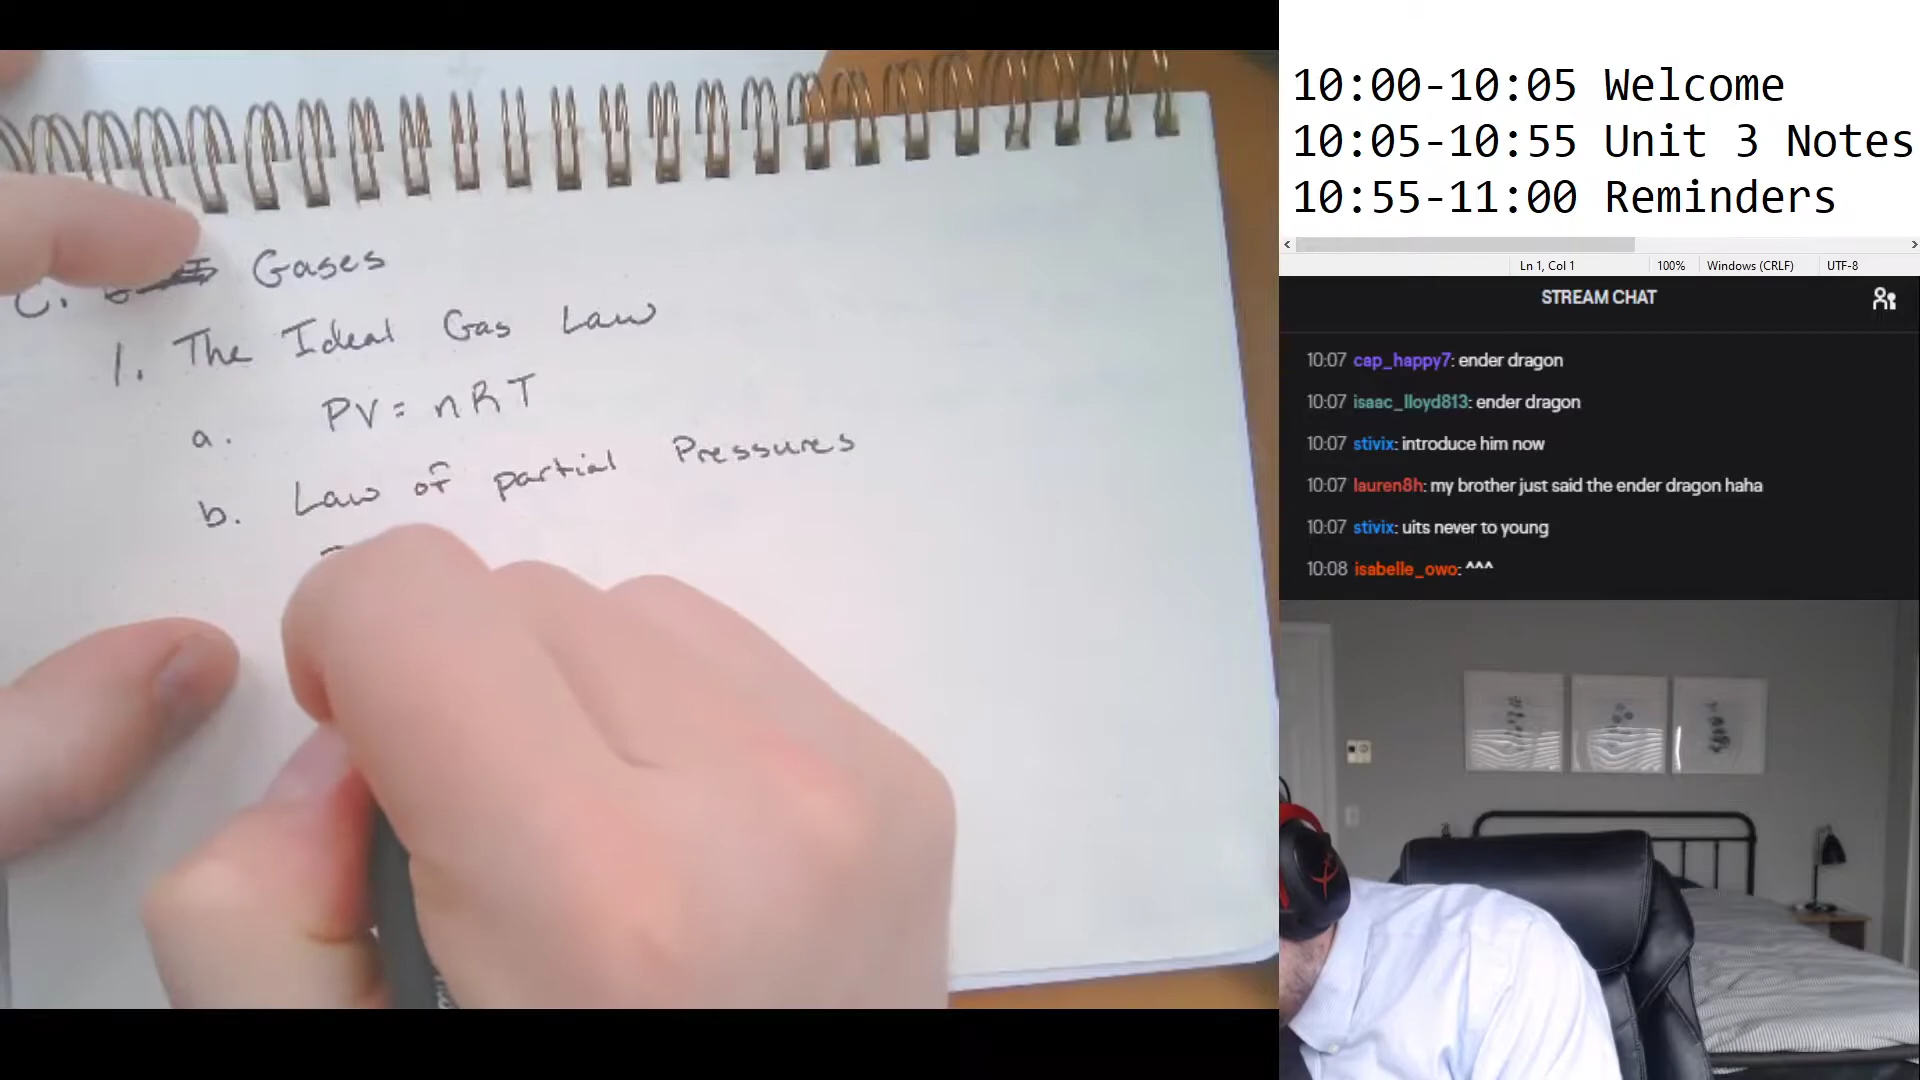 C. Gases
1. The Ideal Gas Law
a. PV = nRT
b. Law of partial Pressures
10:00-10:05 Welcome
10:05-10:55 Unit 3 Notes
10:55-11:00 Reminders
Ln 1, Col 1 100% Windows (CRLF) UTF-8
STREAM CHAT
10:07 cap_happy7: ender dragon
10:07 isaac_lloyd813: ender dragon
10:07 stivix: introduce him now
10:07 lauren8h: my brother just said the ender dragon haha
10:07 stivix: uits never to young
10:08 isabelle_owo: ^^^